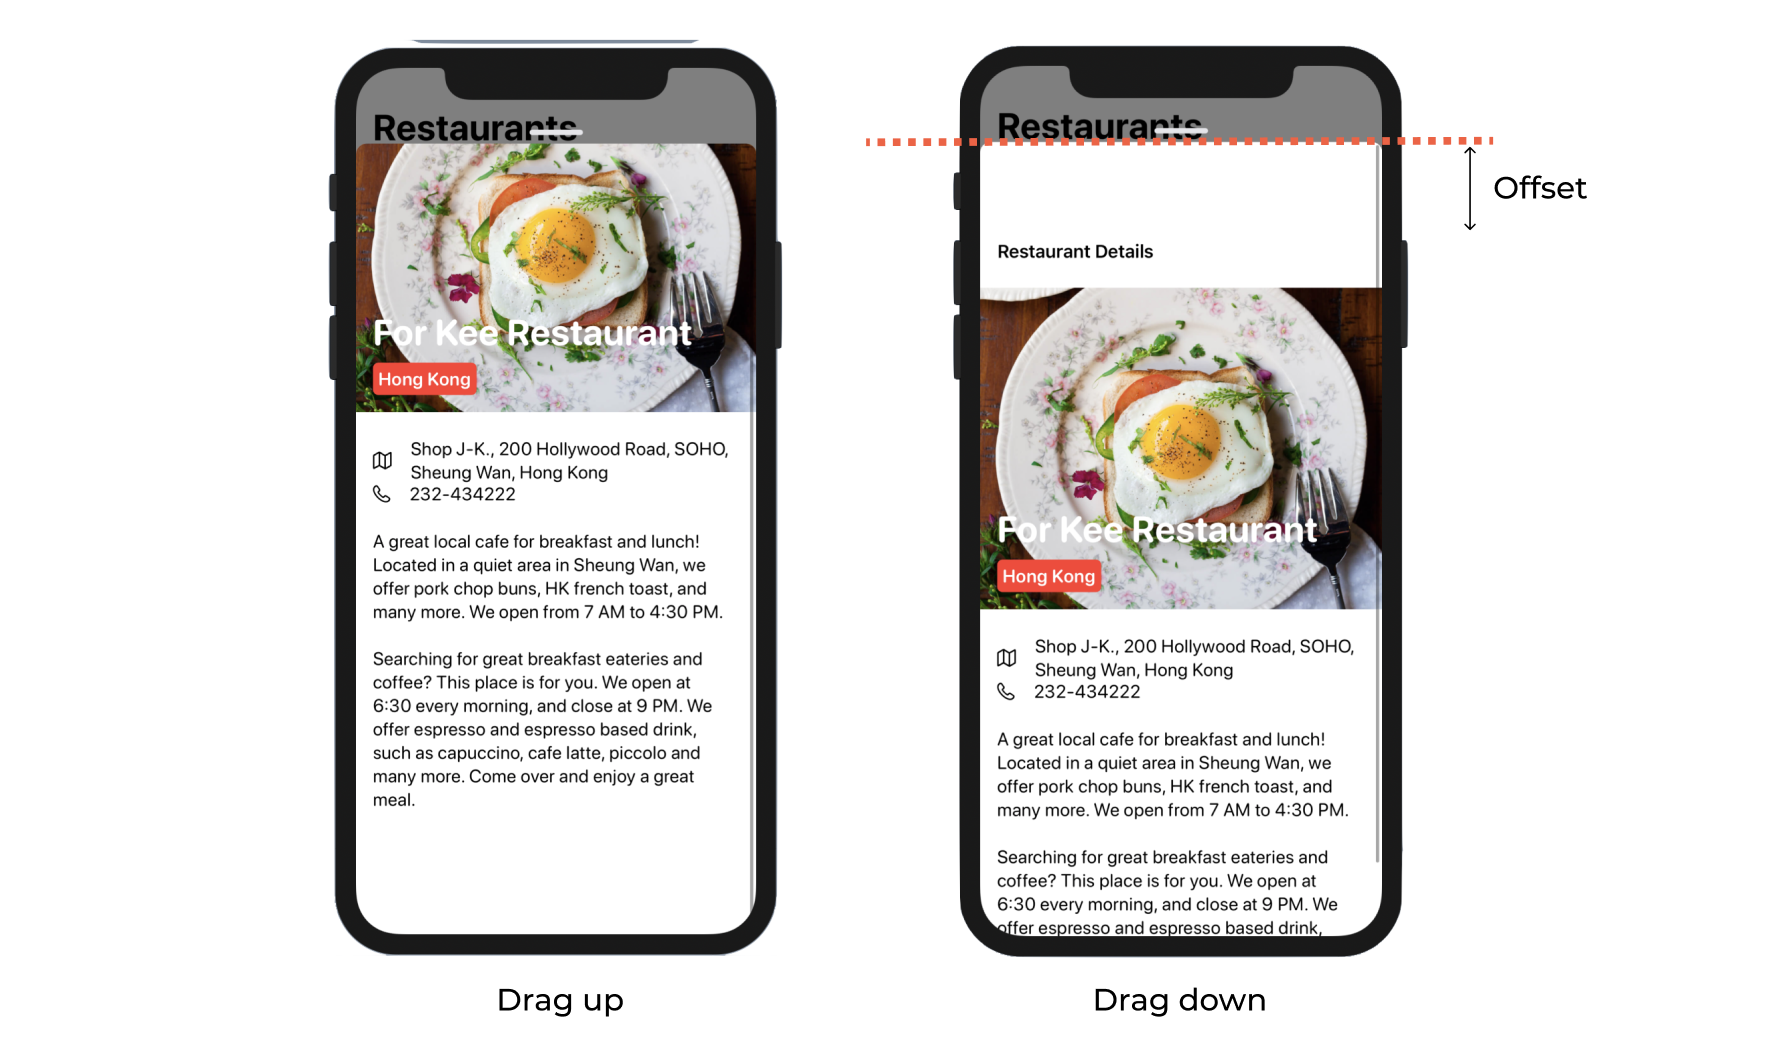 Restaurants
For Kee Restaurant
Hong Kong
Shop J-K., 200 Hollywood Road, SOHO,
Sheung Wan, Hong Kong
232-434222
A great local cafe for breakfast and lunch!
Located in a quiet area in Sheung Wan, we
offer pork chop buns, HK french toast, and
many more. We open from 7 AM to 4:30 PM.
Searching for great breakfast eateries and
coffee? This place is for you. We open at
6:30 every morning, and close at 9 PM. We
offer espresso and espresso based drink,
such as capuccino, cafe latte, piccolo and
many more. Come over and enjoy a great
meal.
Drag up
Restaurants
Offset
Restaurant Details
For Kee Restaurant
Hong Kong
Shop J-K., 200 Hollywood Road, SOHO,
Sheung Wan, Hong Kong
232-434222
A great local cafe for breakfast and lunch!
Located in a quiet area in Sheung Wan, we
offer pork chop buns, HK french toast, and
many more. We open from 7 AM to 4:30 PM.
Searching for great breakfast eateries and
coffee? This place is for you. We open at
6:30 every morning, and close at 9 PM. We
offer espresso and espresso based drink,
Drag down